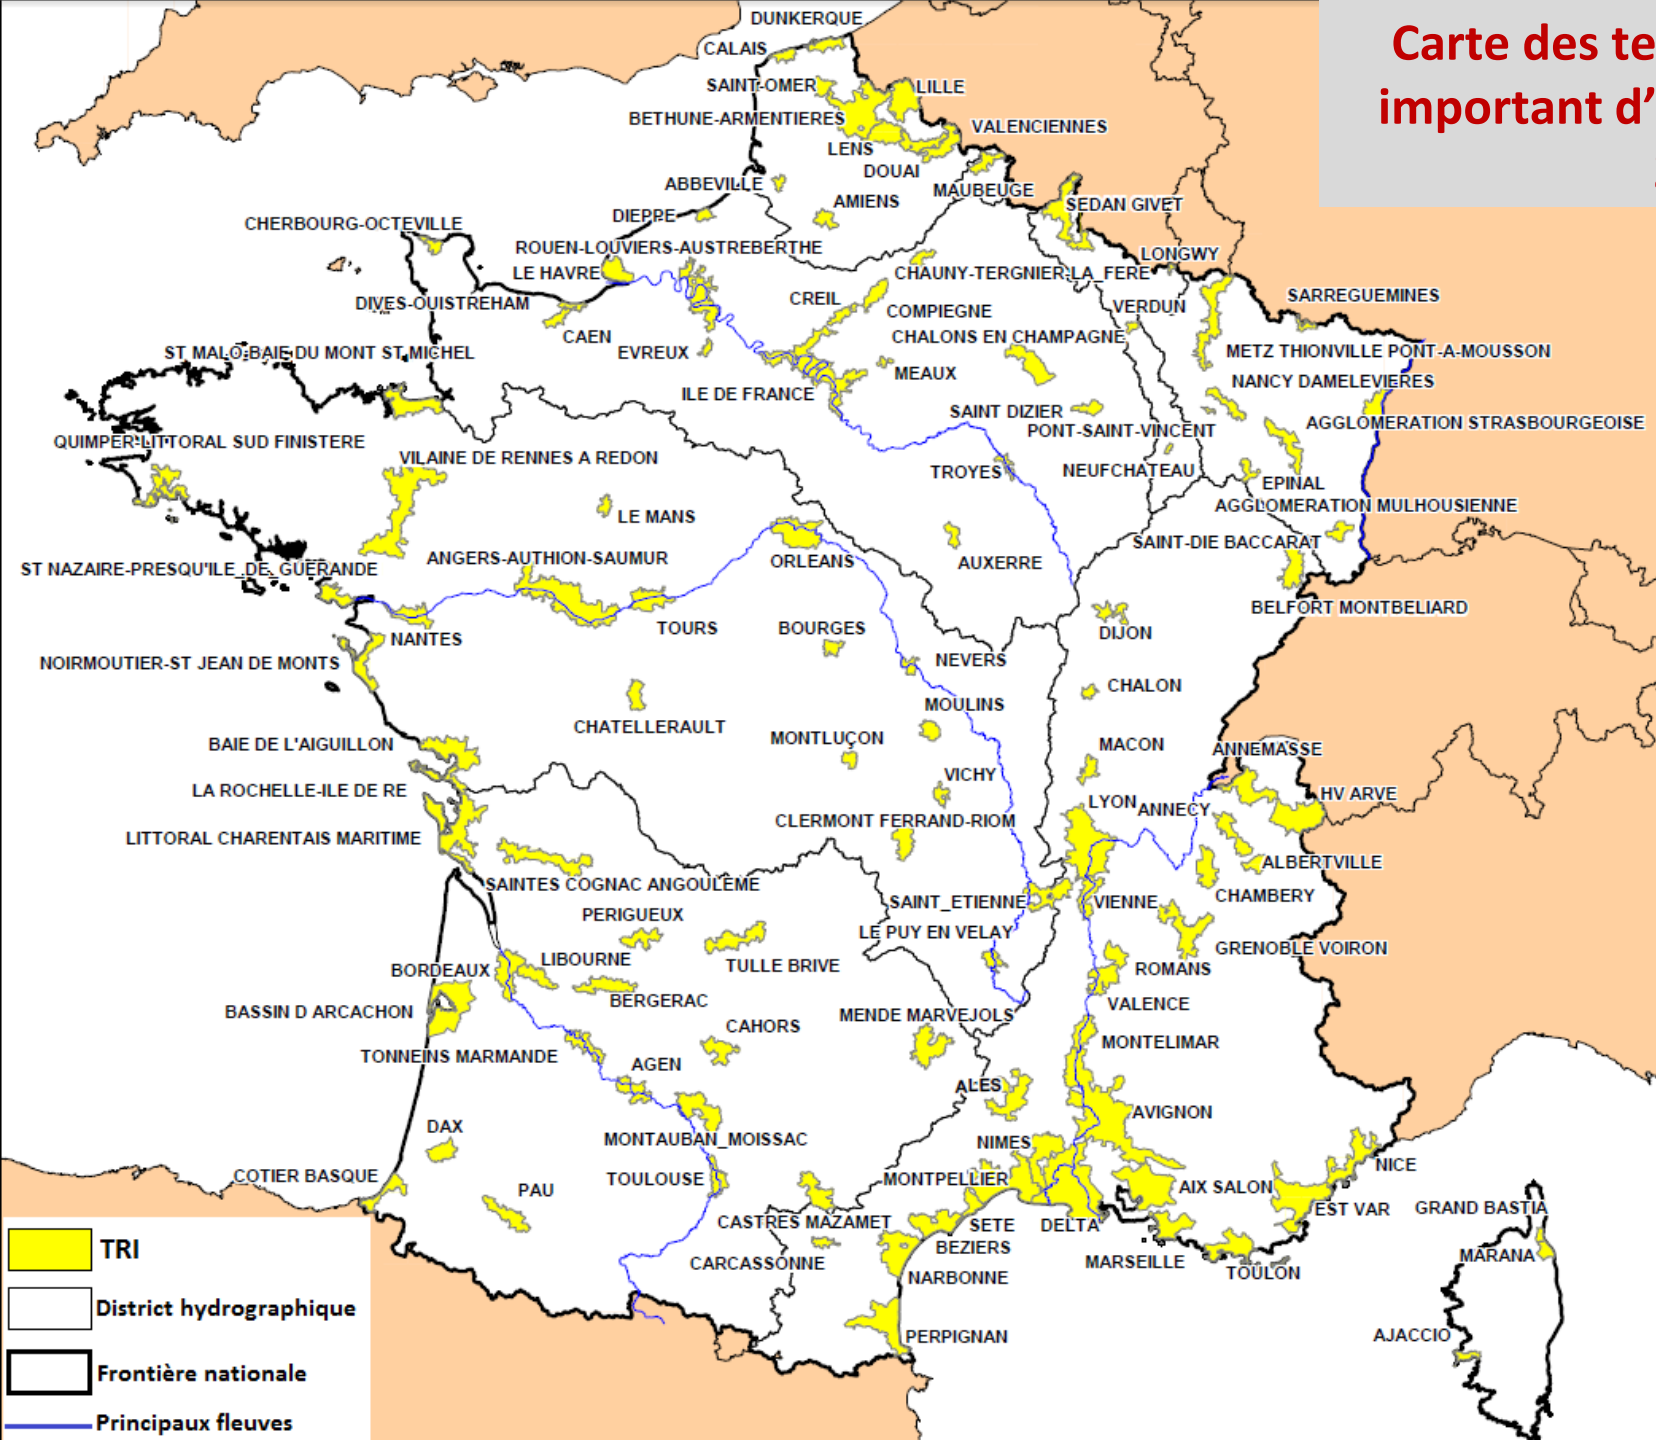 Carte des te
important d’
DUNKERQUE
CALAIS
SAINT-OMER
LILLE
BETHUNE-ARMENTIERES
VALENCIENNES
LENS
DOUAI
ABBEVILLE
MAUBEUGE
AMIENS
SEDAN GIVET
DIEPPE
CHERBOURG-OCTEVILLE
ROUEN-LOUVIERS-AUSTREBERTHE
LONGWY
LE HAVRE
CHAUNY-TERGNIER-LA_FERE
DIVES-OUISTREHAM
CREIL
COMPIEGNE
VERDUN
SARREGUEMINES
CAEN
CHALONS EN CHAMPAGNE
EVREUX
ST MALO-BAIE DU MONT ST MICHEL
METZ THIONVILLE PONT-A-MOUSSON
MEAUX
NANCY DAMELEVIERES
ILE DE FRANCE
SAINT DIZIER
AGGLOMERATION STRASBOURGEOISE
PONT-SAINT-VINCENT
QUIMPER-LITTORAL SUD FINISTERE
VILAINE DE RENNES A REDON
TROYES
NEUFCHATEAU
EPINAL
AGGLOMERATION MULHOUSIENNE
LE MANS
SAINT-DIE BACCARAT
ANGERS-AUTHION-SAUMUR
ORLEANS
AUXERRE
ST NAZAIRE-PRESQU'ILE_DE_GUERANDE
BELFORT MONTBELIARD
TOURS
BOURGES
DIJON
NANTES
NEVERS
NOIRMOUTIER-ST JEAN DE MONTS
CHALON
MOULINS
CHATELLERAULT
MONTLUÇON
BAIE DE L'AIGUILLON
MACON
ANNEMASSE
VICHY
LA ROCHELLE-ILE DE RE
HV ARVE
LYON
ANNECY
CLERMONT FERRAND-RIOM
LITTORAL CHARENTAIS MARITIME
ALBERTVILLE
SAINTES COGNAC ANGOULEME
CHAMBERY
SAINT_ETIENNE
VIENNE
PERIGUEUX
LE PUY EN VELAY
GRENOBLE VOIRON
LIBOURNE
TULLE BRIVE
BORDEAUX
ROMANS
BERGERAC
VALENCE
BASSIN D ARCACHON
MENDE MARVEJOLS
CAHORS
MONTELIMAR
TONNEINS MARMANDE
AGEN
ALES
AVIGNON
DAX
MONTAUBAN_MOISSAC
NIMES
NICE
COTIER BASQUE
TOULOUSE
MONTPELLIER
AIX SALON
PAU
EST VAR
GRAND BASTIA
CASTRES MAZAMET
SETE
DELTA
BEZIERS
MARANA
CARCASSONNE
MARSEILLE
TOULON
NARBONNE
PERPIGNAN
AJACCIO
TRI
District hydrographique
Frontière nationale
Principaux fleuves